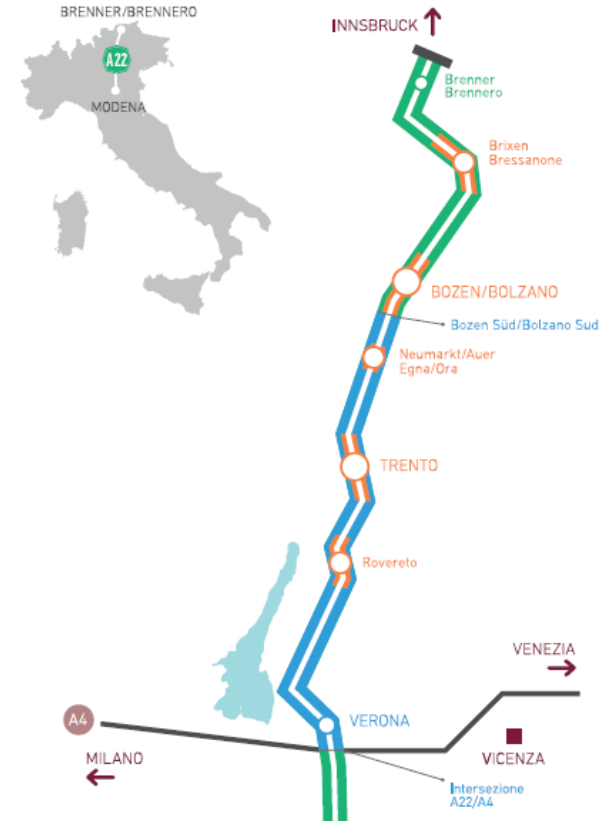 BRENNER/BRENNERO
A22
MODENA
INNSBRUCK
Brenner
Brennero
Brixen
Bressanone
BOZEN/BOLZANO
Bozen Süd/Bolzano Sud
Neumarkt/Auer
Egna/Ora
TRENTO
Rovereto
VENEZIA
A4
VERONA
MILANO
VICENZA
Intersezione
A22/A4